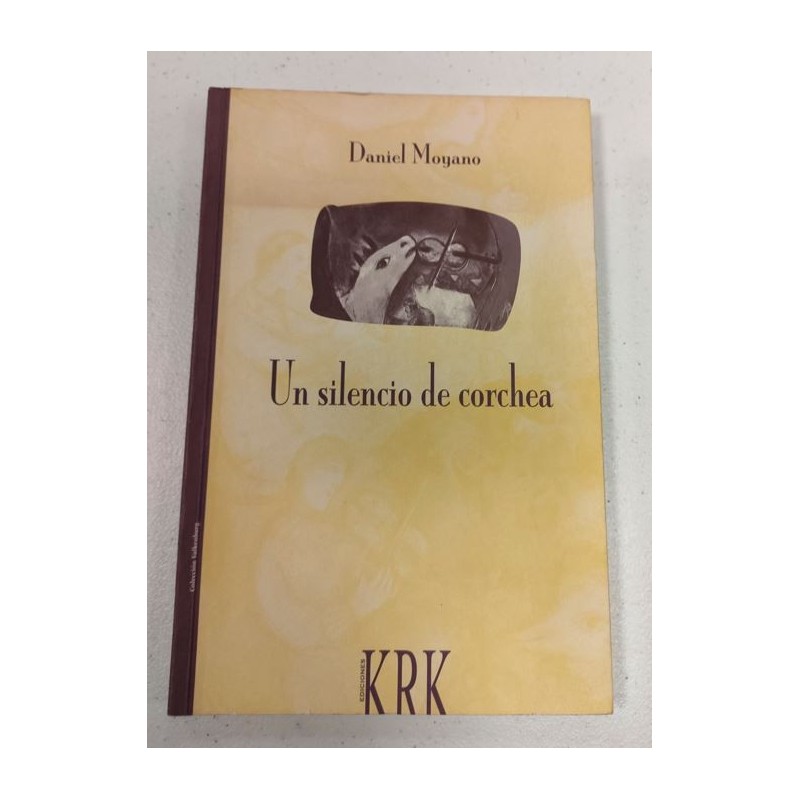 Daniel Moyano
Un silencio de corchea
EDICIONES
KRK